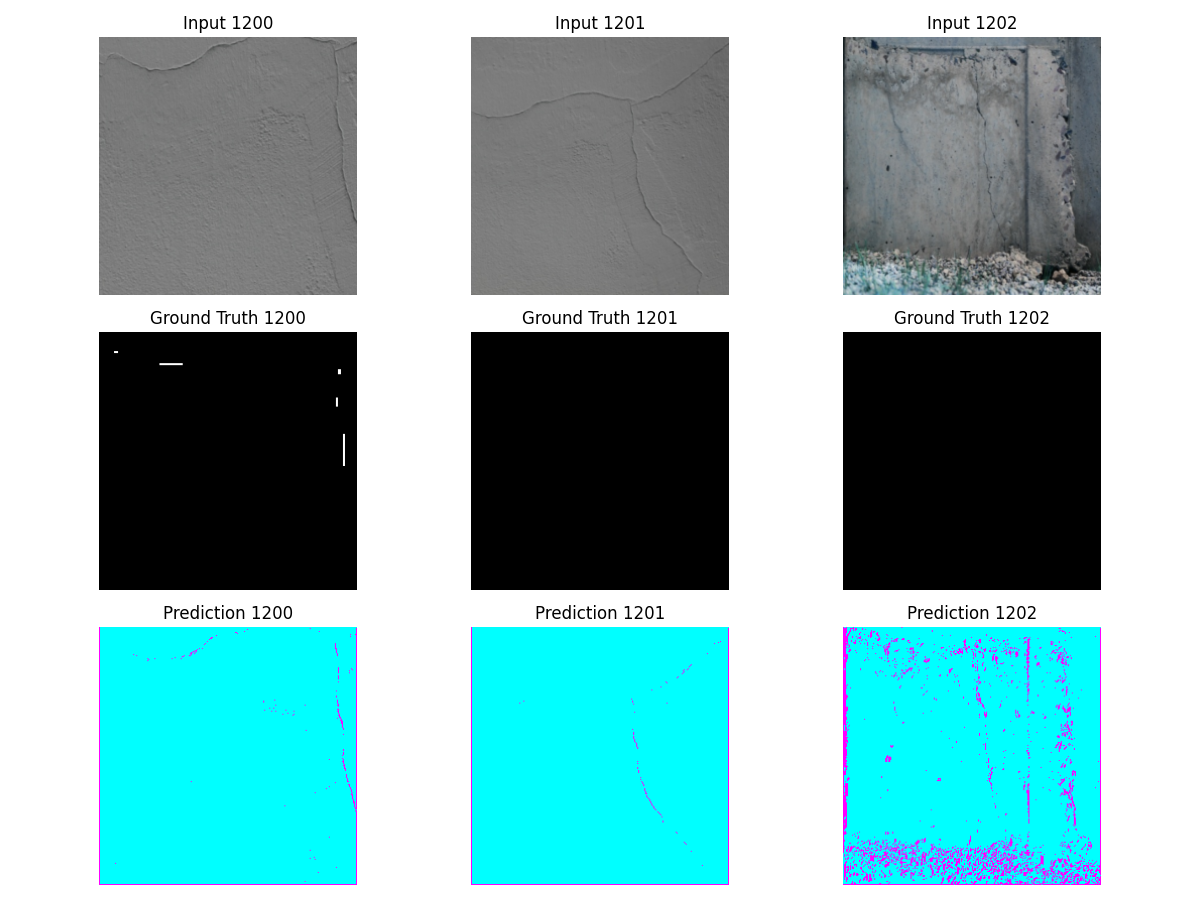 Input 1200
Input 1201
Input 1202
Ground Truth 1200
Ground Truth 1201
Ground Truth 1202
Prediction 1200
Prediction 1201
Prediction 1202